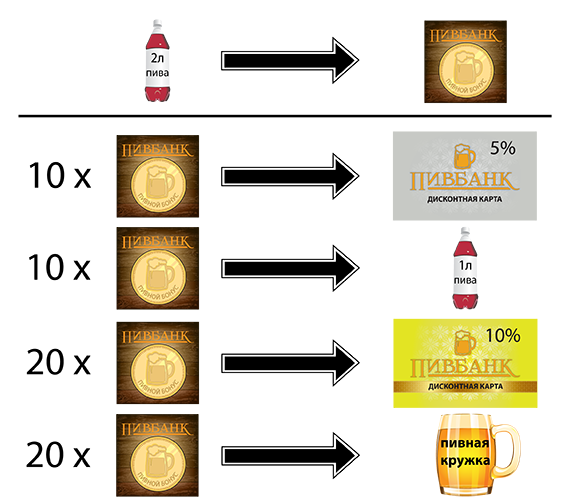 2л
пива
ПИВБАНК
ПИВНОЙ БОНУС
10 x
ПИВБАНК
ПИВНОЙ БОНУС
5%
ПИВБАНК
ДИСКОНТНАЯ КАРТА
10 x
ПИВБАНК
ПИВНОЙ БОНУС
1л
пива
20 x
ПИВБАНК
ПИВНОЙ БОНУС
10%
ПИВБАНК
ДИСКОНТНАЯ КАРТА
20 x
ПИВБАНК
ПИВНОЙ БОНУС
пивная
кружка